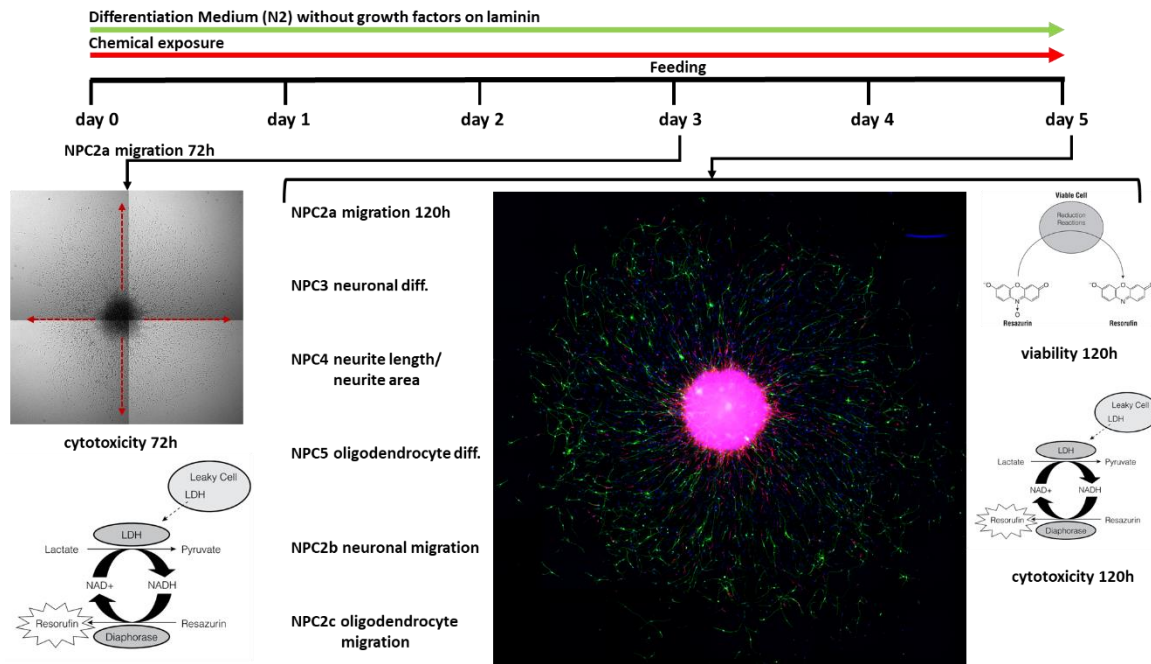 Differentiation Medium (N2) without growth factors on laminin
Chemical exposure
Feeding
day 0
day 1
day 2
day 3
day 4
day 5
NPC2a migration 72h
cytotoxicity 72h
Leaky Cell
LDH
LDH
Lactate
Pyruvate
NAD+
NADH
Resorufin
Resazurin
Diaphorase
NPC2a migration 120h
NPC3 neuronal diff.
NPC4 neurite length/
neurite area
NPC5 oligodendrocyte diff.
NPC2b neuronal migration
NPC2c oligodendrocyte
migration
Viable Cell
Reduction
Reactions
⁻O
O
O
N
O
Resazurin
⁻O
O
O
N
Resorufin
viability 120h
Leaky Cell
LDH
LDH
Lactate
Pyruvate
NAD+
NADH
Resorufin
Resazurin
Diaphorase
cytotoxicity 120h